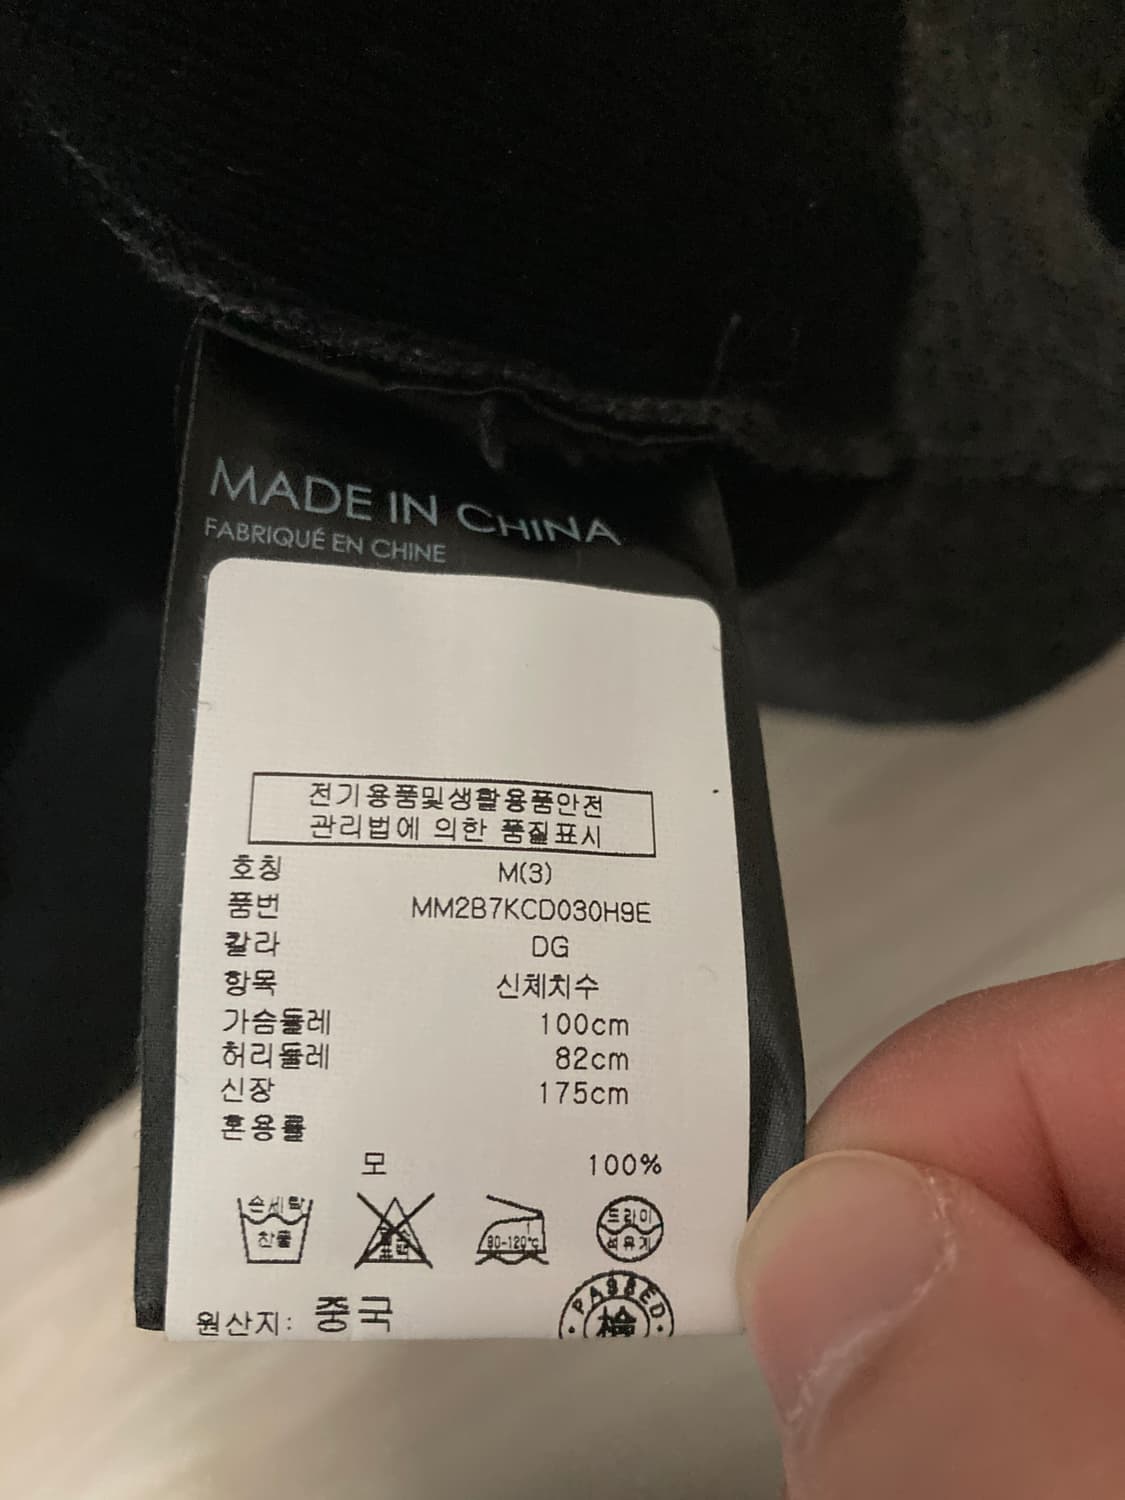 MADE IN CHINA
FABRIQUÉ EN CHINE
전기용품및생활용품안전
관리법에 의한 품질표시
호칭 M(3)
품번 MM2B7KCD030H9E
칼라 DG
항목 신체치수
가슴둘레 100cm
허리둘레 82cm
신장 175cm
혼용률
모 100%
손세탁
찬물
표백
80-120℃
드라이
석유계
원산지: 중국
PASSED
檢